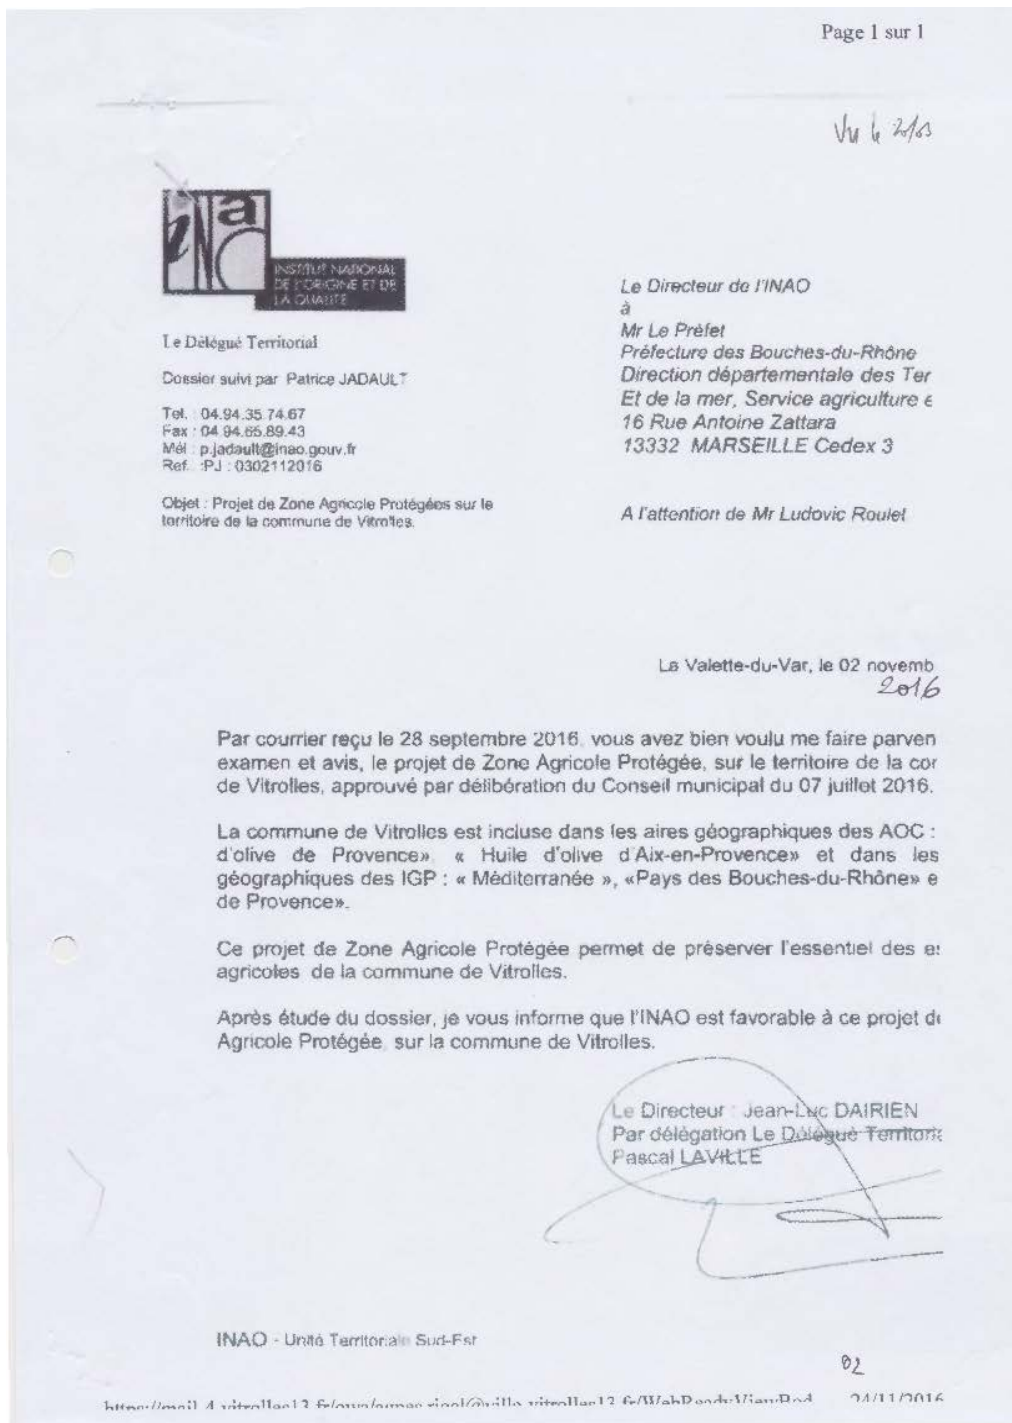 Page 1 sur 1
Vu le
iNAO
INSTITUT NATIONAL
DE L'ORIGINE ET DE
LA QUALITE
Le Directeur de l'INAO
à
Mr Le Préfet
Préfecture des Bouches-du-Rhône
Direction départementale des Ter
Et de la mer, Service agriculture e
16 Rue Antoine Zattara
13332 MARSEILLE Cedex 3
Le Délégué Territorial
Dossier suivi par Patrice JADAULT
Tel. : 04.94.35.74.67
Fax : 04.94.65.89.43
Mél : p.jadault@inao.gouv.fr
Ref. :PJ : 0302112016
Objet : Projet de Zone Agricole Protégées sur le
territoire de la commune de Vitrolles.
A l'attention de Mr Ludovic Roulet
La Valette-du-Var, le 02 novemb
2016
Par courrier reçu le 28 septembre 2016, vous avez bien voulu me faire parven
examen et avis, le projet de Zone Agricole Protégée, sur le territoire de la cor
de Vitrolles, approuvé par délibération du Conseil municipal du 07 juillet 2016.
La commune de Vitrolles est incluse dans les aires géographiques des AOC :
d'olive de Provence», « Huile d'olive d'Aix-en-Provence» et dans les
géographiques des IGP : « Méditerranée », «Pays des Bouches-du-Rhône» e
de Provence».
Ce projet de Zone Agricole Protégée permet de préserver l'essentiel des e
agricoles de la commune de Vitrolles.
Après étude du dossier, je vous informe que l'INAO est favorable à ce projet de
Agricole Protégée, sur la commune de Vitrolles.
Le Directeur : Jean-Luc DAIRIEN
Par délégation Le Délégué Territoria
Pascal LAVILLE
INAO - Unité Territoriale Sud-Est
92
24/11/2016